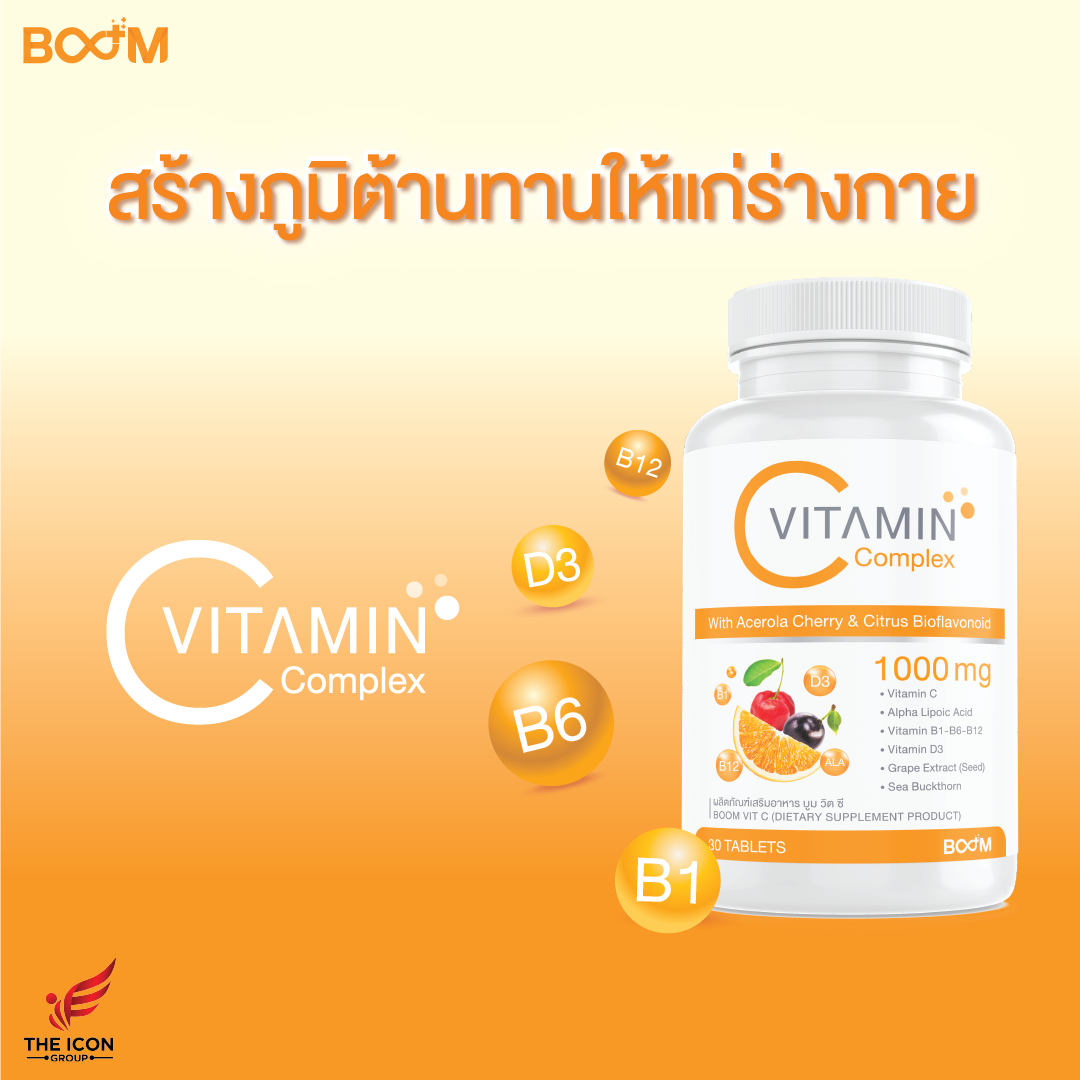 BOOM
สร้างภูมิต้านทานให้แก่ร่างกาย
B12
D3
B6
B1
C VITAMIN
Complex
C VITAMIN
Complex
With Acerola Cherry & Citrus Bioflavonoid
1000 mg
• Vitamin C
• Alpha Lipoic Acid
• Vitamin B1-B6-B12
• Vitamin D3
• Grape Extract (Seed)
• Sea Buckthorn
B1
D3
B12
ALA
ผลิตภัณฑ์เสริมอาหาร บูม วิต ซี
BOOM VIT C (DIETARY SUPPLEMENT PRODUCT)
30 TABLETS
BOOM
THE ICON
GROUP